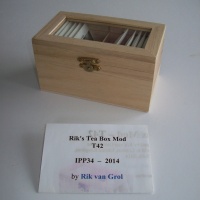 Rik's Tea Box Mod
T42
IPP34 – 2014
by Rik van Grol